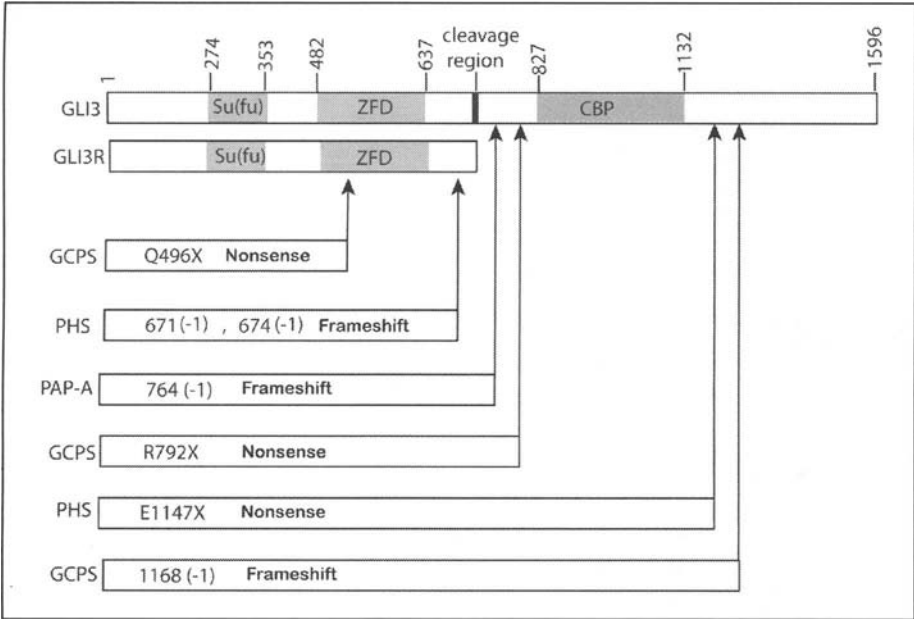 cleavage
region
1 274 353 482 637 827 1132 1596
GLI3 Su(fu) ZFD CBP
GLI3R Su(fu) ZFD
GCPS Q496X Nonsense
PHS 671(-1) , 674(-1) Frameshift
PAP-A 764 (-1) Frameshift
GCPS R792X Nonsense
PHS E1147X Nonsense
GCPS 1168 (-1) Frameshift